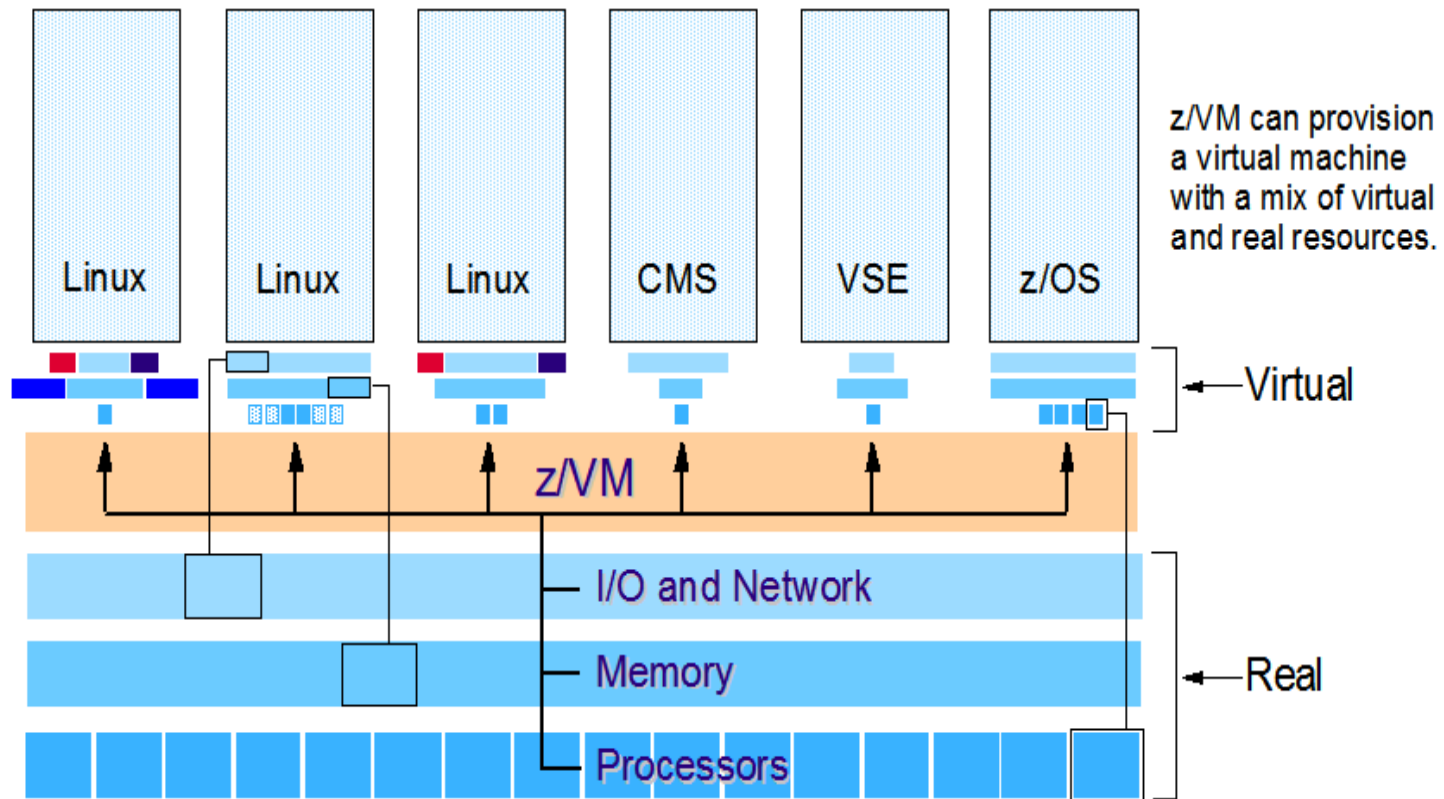 z/VM can provision
a virtual machine
with a mix of virtual
and real resources.
Linux
Linux
Linux
CMS
VSE
z/OS
Virtual
z/VM
I/O and Network
Memory
Real
Processors